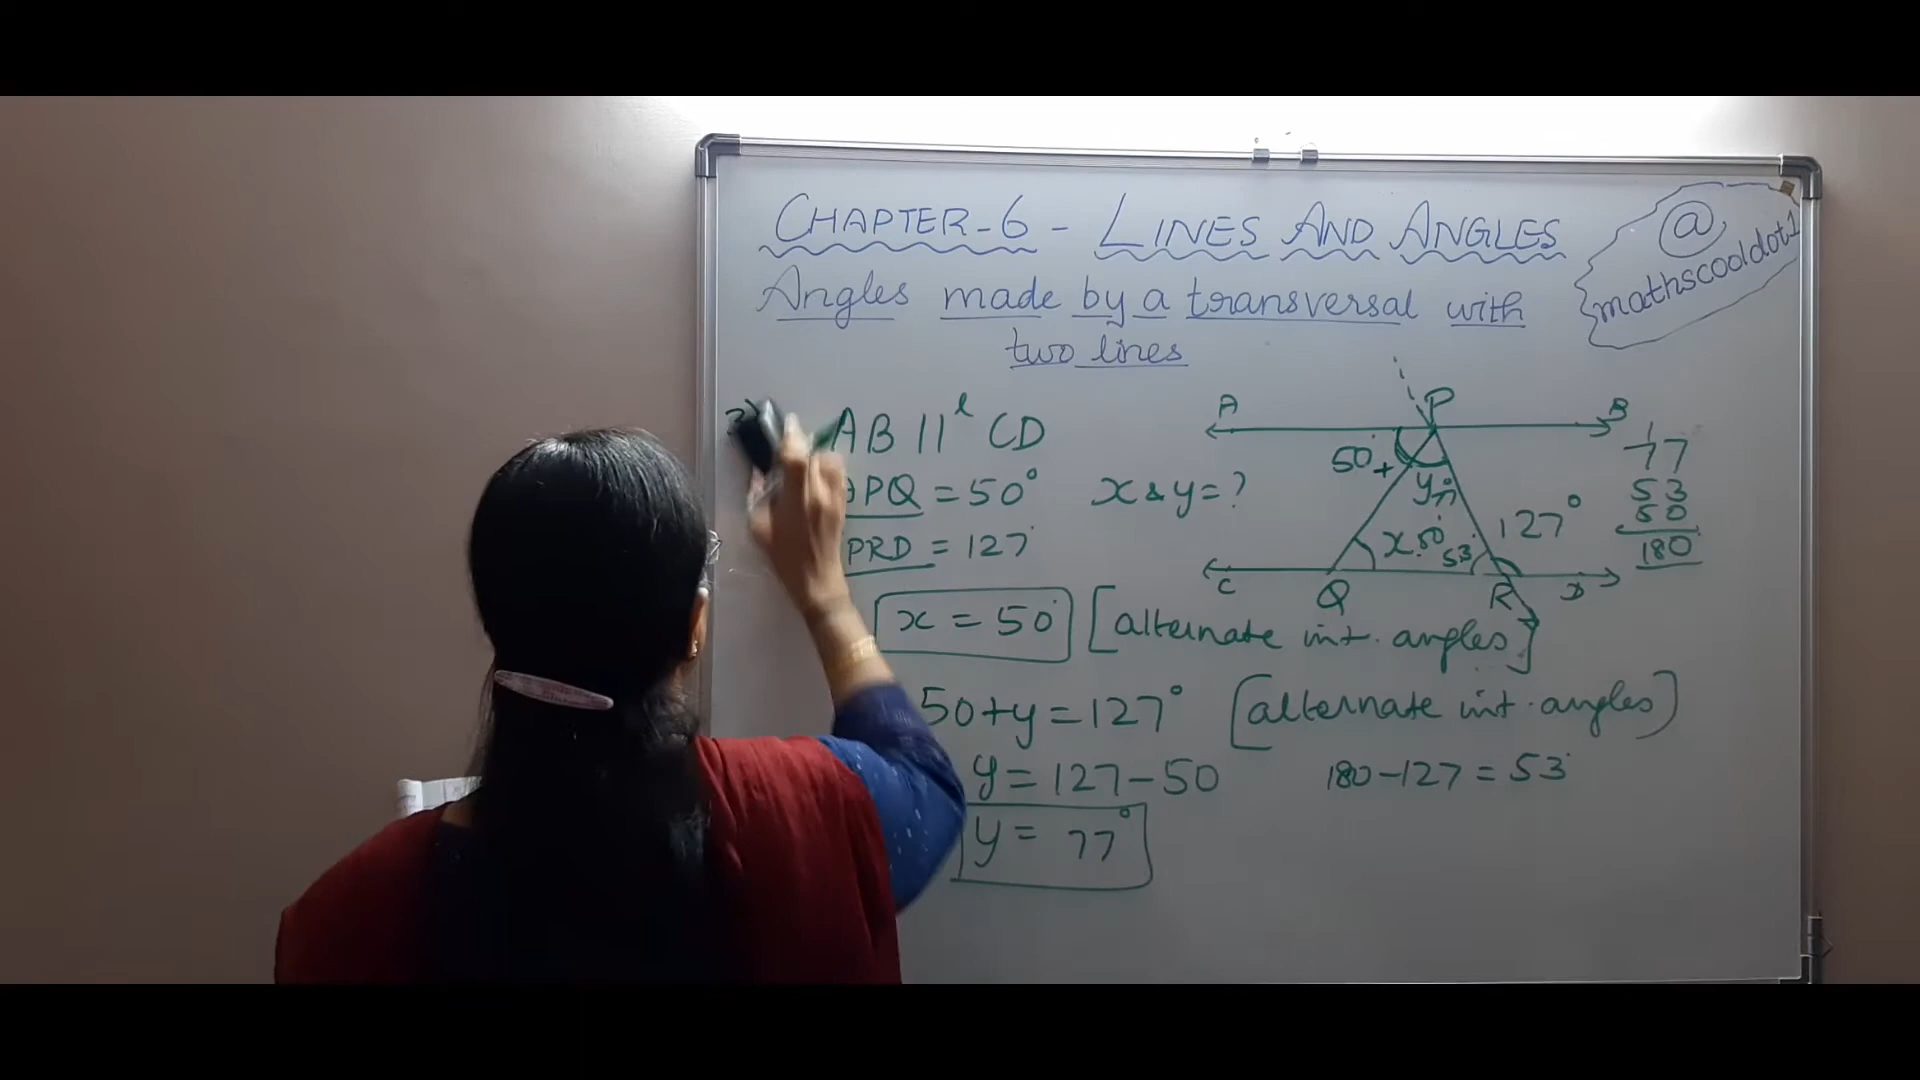 CHAPTER-6 - LINES AND ANGLES
@mathscooldot1
Angles made by a transversal with
two lines
AB ||l CD
PQ = 50°
x & y = ?
PRD = 127°
x = 50° [alternate int. angles]
50 + y = 127° [alternate int. angles]
y = 127 - 50
180 - 127 = 53°
y = 77°
A P B
50° +
y 77°
x 50° 53° 127°
C Q R D
1
77
53
50
180